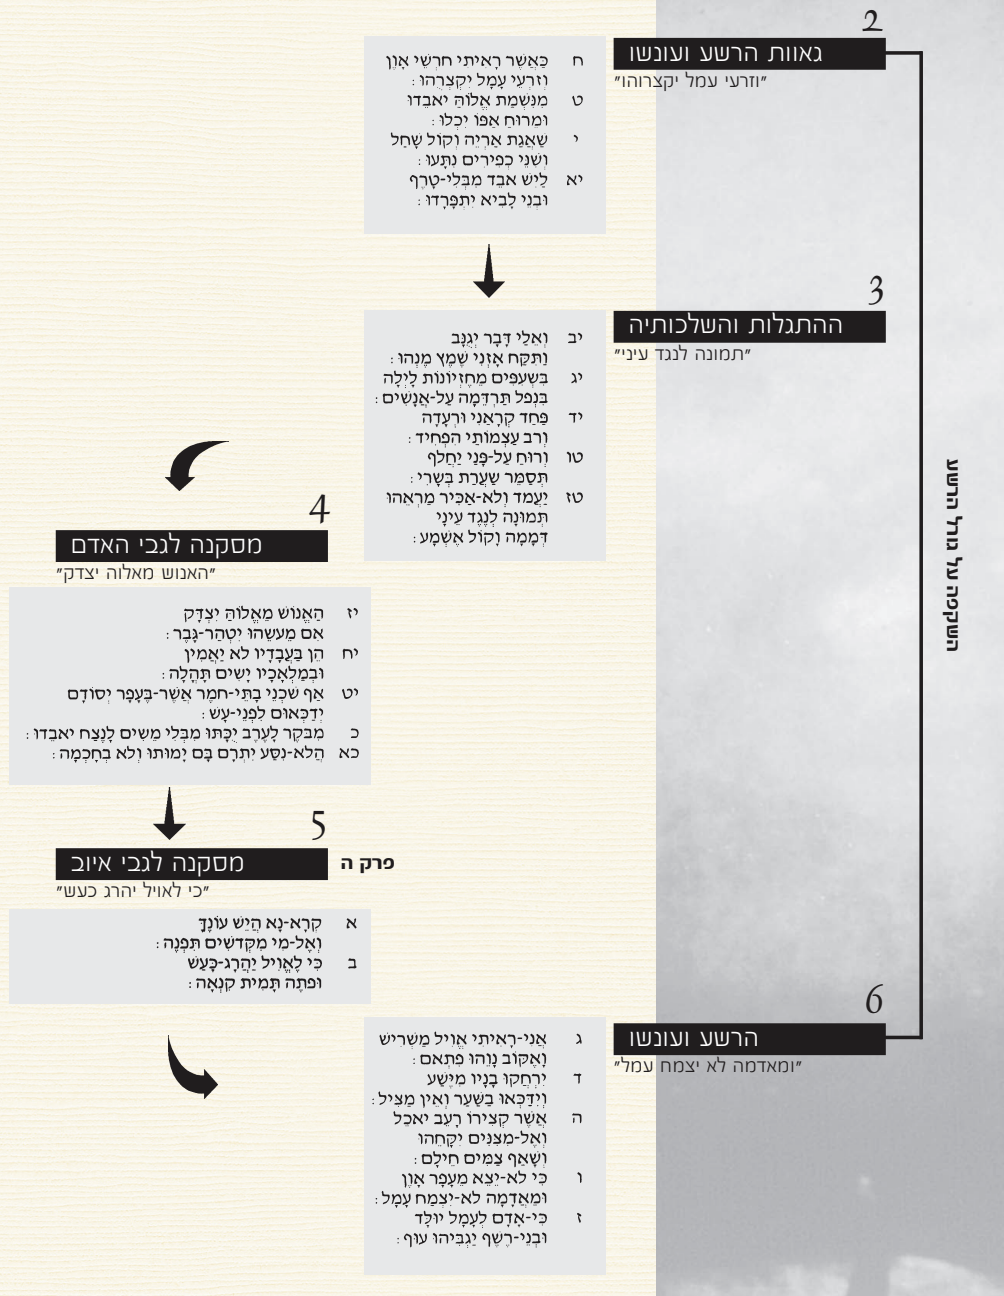 2
גאוות הרשע ועונשו
"וזרעי עמל יקצרוהו"
ח כַּאֲשֶׁר רָאִיתִי חֹרְשֵׁי אָוֶן
וְזֹרְעֵי עָמָל יִקְצְרֻהוּ :
ט מִנִּשְׁמַת אֱלוֹהַּ יֹאבֵדוּ
וּמֵרוּחַ אַפּוֹ יִכְלוּ :
י שַׁאֲגַת אַרְיֵה וְקוֹל שָׁחַל
וְשִׁנֵּי כְפִירִים נִתָּעוּ :
יא לַיִשׁ אֹבֵד מִבְּלִי-טָרֶף
וּבְנֵי לָבִיא יִתְפָּרָדוּ :
3
ההתגלות והשלכותיה
"תמונה לנגד עיני"
יב וְאֵלַי דָּבָר יְגֻנָּב
וַתִּקַּח אָזְנִי שֵׁמֶץ מֶנְהוּ :
יג בִּשְׂעִפִּים מֵחֶזְיוֹנוֹת לָיְלָה
בִּנְפֹל תַּרְדֵּמָה עַל-אֲנָשִׁים :
יד פַּחַד קְרָאַנִי וּרְעָדָה
וְרֹב עַצְמוֹתַי הִפְחִיד :
טו וְרוּחַ עַל-פָּנַי יַחֲלֹף
תְּסַמֵּר שַׂעֲרַת בְּשָׂרִי :
טז יַעֲמֹד וְלֹא-אַכִּיר מַרְאֵהוּ
תְּמוּנָה לְנֶגֶד עֵינָי
דְּמָמָה וָקוֹל אֶשְׁמָע :
השקפה על גורל הרשע
4
מסקנה לגבי האדם
"האנוש מאלוה יצדק"
יז הַאֱנוֹשׁ מֵאֱלוֹהַּ יִצְדָּק
אִם מֵעֹשֵׂהוּ יִטְהַר-גָּבֶר :
יח הֵן בַּעֲבָדָיו לֹא יַאֲמִין
וּבְמַלְאָכָיו יָשִׂים תָּהֳלָה :
יט אַף שֹׁכְנֵי בָתֵּי-חֹמֶר אֲשֶׁר-בֶּעָפָר יְסוֹדָם
יְדַכְּאוּם לִפְנֵי-עָשׁ :
כ מִבֹּקֶר לָעֶרֶב יֻכַּתּוּ מִבְּלִי מֵשִׂים לָנֶצַח יֹאבֵדוּ :
כא הֲלֹא-נִסַּע יִתְרָם בָּם יָמוּתוּ וְלֹא בְחָכְמָה :
5
פרק ה
מסקנה לגבי איוב
"כי לאויל יהרג כעש"
א קְרָא-נָא הֲיֵשׁ עוֹנֶךָּ
וְאֶל-מִי מִקְּדֹשִׁים תִּפְנֶה :
ב כִּי לֶאֱוִיל יַהֲרָג-כָּעַשׂ
וּפֹתֶה תָּמִית קִנְאָה :
6
הרשע ועונשו
"ומאדמה לא יצמח עמל"
ג אֲנִי-רָאִיתִי אֱוִיל מַשְׁרִישׁ
וָאֶקּוֹב נָוֵהוּ פִתְאֹם :
ד יִרְחֲקוּ בָנָיו מִיֶּשַׁע
וְיִדַּכְּאוּ בַשַּׁעַר וְאֵין מַצִּיל :
ה אֲשֶׁר קְצִירוֹ רָעֵב יֹאכֵל
וְאֶל-מִצִּנִּים יִקָּחֵהוּ
וְשָׁאַף צַמִּים חֵילָם :
ו כִּי לֹא-יֵצֵא מֵעָפָר אָוֶן
וּמֵאֲדָמָה לֹא-יִצְמַח עָמָל :
ז כִּי-אָדָם לְעָמָל יוּלָּד
וּבְנֵי-רֶשֶׁף יַגְבִּיהוּ עוּף :